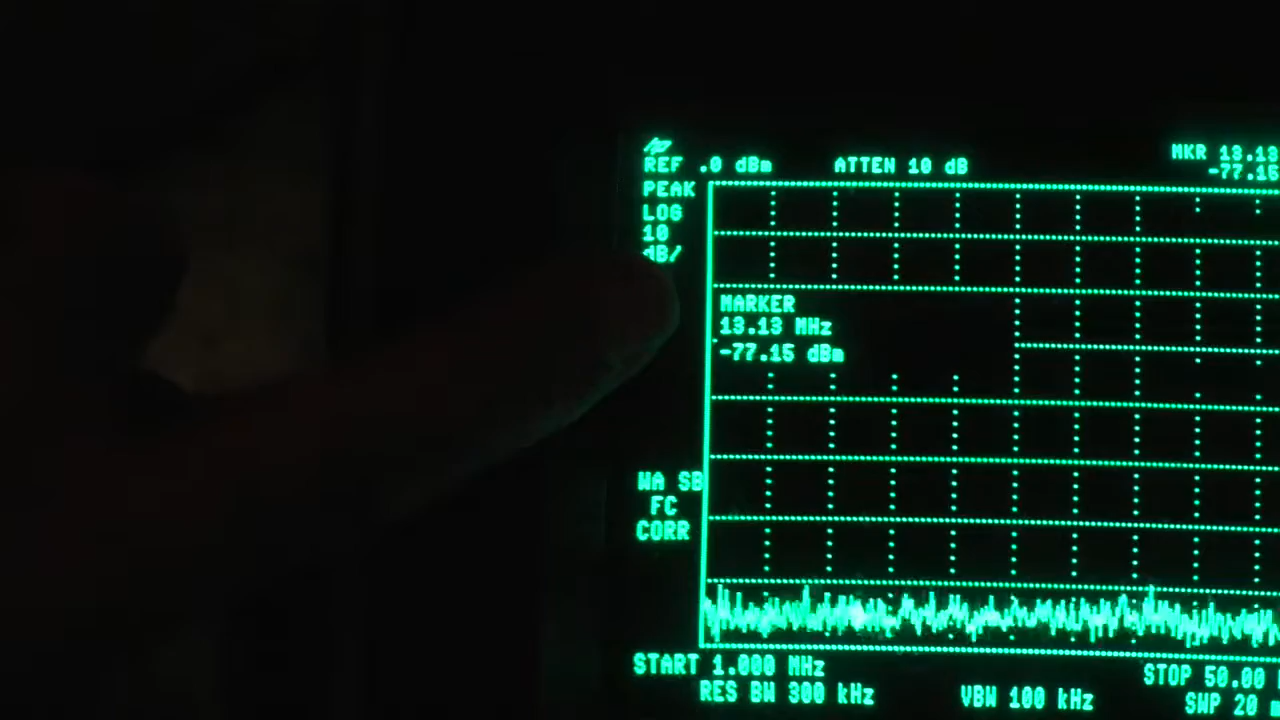 REF .0 dBm ATTEN 10 dB MKR 13.13
-77.15
PEAK
LOG
10
dB/
MARKER
13.13 MHz
-77.15 dBm
WA SB
FC
CORR
START 1.000 MHz STOP 50.00
RES BW 300 kHz VBW 100 kHz SWP 20